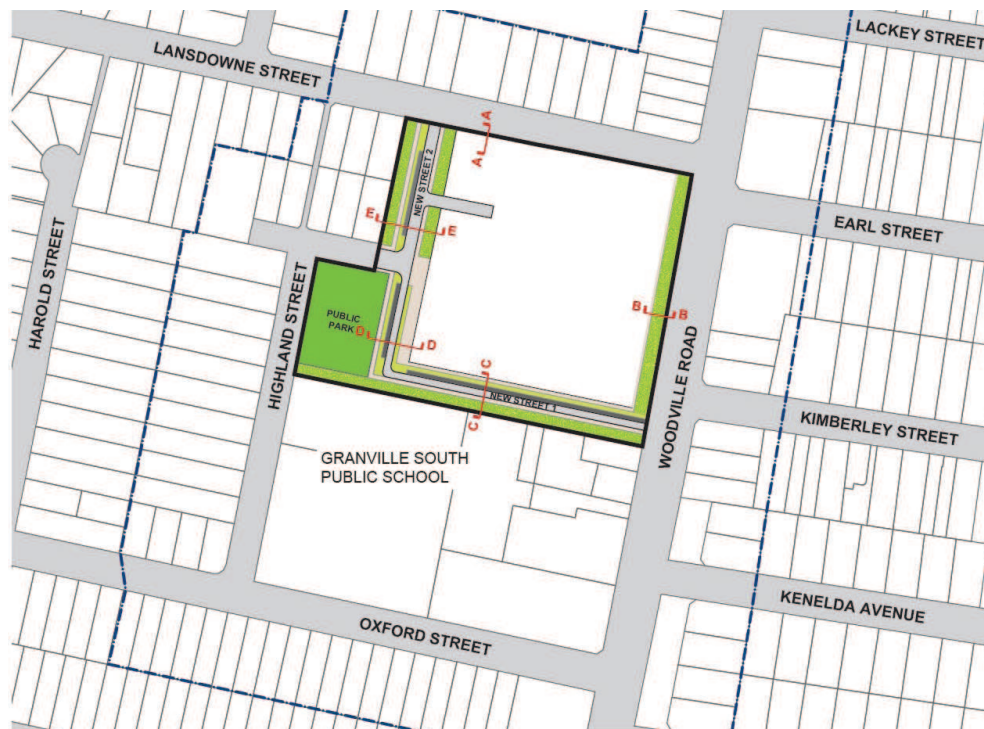 LACKEY STREET
LANSDOWNE STREET
A
A
NEW STREET 2
E
E
EARL STREET
HAROLD STREET
HIGHLAND STREET
PUBLIC
PARK
D
D
B
B
WOODVILLE ROAD
C
NEW STREET 1
C
KIMBERLEY STREET
GRANVILLE SOUTH
PUBLIC SCHOOL
KENELDA AVENUE
OXFORD STREET